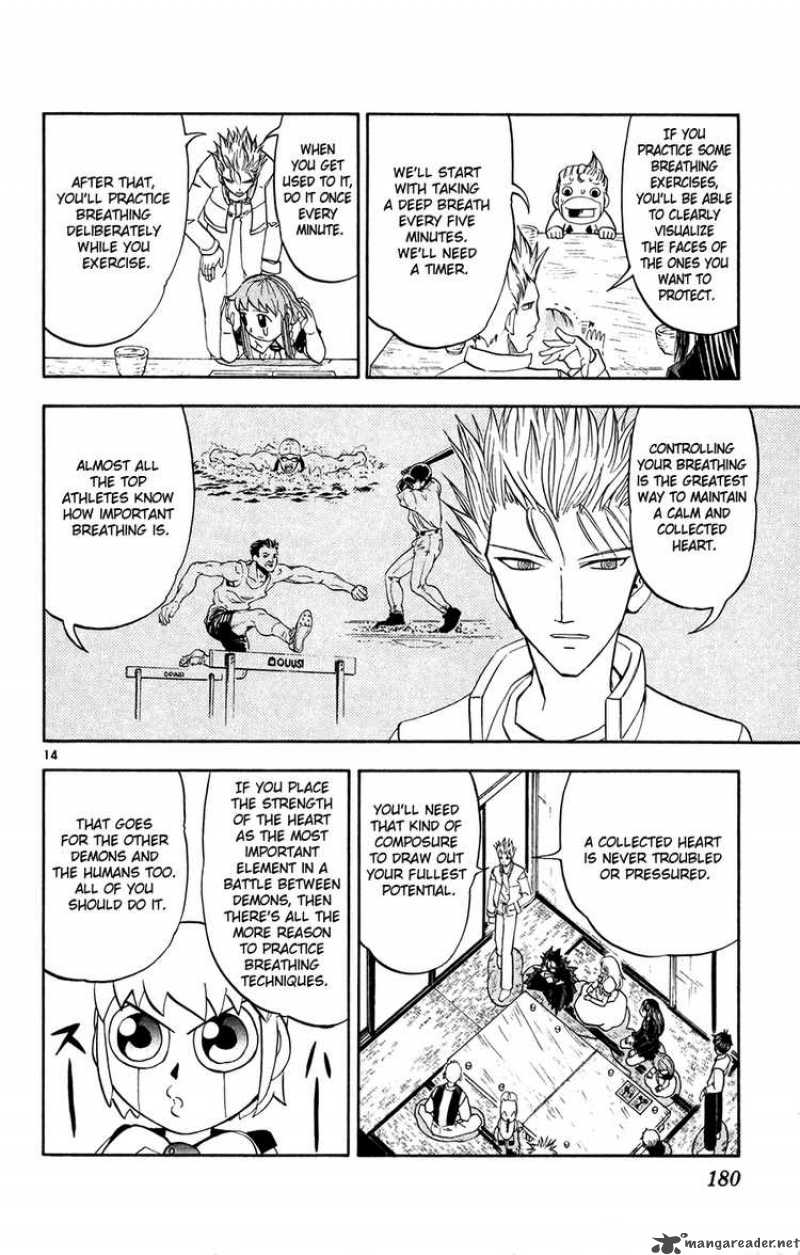 IF YOU
PRACTICE SOME
BREATHING
EXERCISES,
YOU'LL BE ABLE
TO CLEARLY
VISUALIZE
THE FACES OF
THE ONES YOU
WANT TO
PROTECT.
WE'LL START
WITH TAKING
A DEEP BREATH
EVERY FIVE
MINUTES.
WE'LL NEED
A TIMER.
WHEN
YOU GET
USED TO IT,
DO IT ONCE
EVERY
MINUTE.
AFTER THAT,
YOU'LL PRACTICE
BREATHING
DELIBERATELY
WHILE YOU
EXERCISE.
CONTROLLING
YOUR BREATHING
IS THE GREATEST
WAY TO MAINTAIN
A CALM AND
COLLECTED
HEART.
ALMOST ALL
THE TOP
ATHLETES KNOW
HOW IMPORTANT
BREATHING IS.
OUUSI
14
A COLLECTED HEART
IS NEVER TROUBLED
OR PRESSURED.
YOU'LL NEED
THAT KIND OF
COMPOSURE
TO DRAW OUT
YOUR FULLEST
POTENTIAL.
IF YOU PLACE
THE STRENGTH
OF THE HEART
AS THE MOST
IMPORTANT
ELEMENT IN A
BATTLE BETWEEN
DEMONS, THEN
THERE'S ALL THE
MORE REASON
TO PRACTICE
BREATHING
TECHNIQUES.
THAT GOES
FOR THE OTHER
DEMONS AND
THE HUMANS TOO.
ALL OF YOU
SHOULD DO IT.
ハー
スー
180
mangareader.net